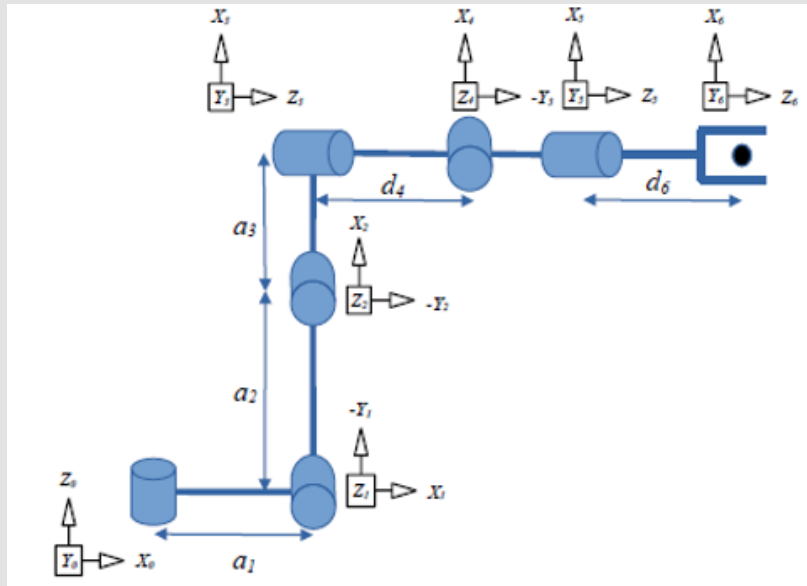 X₃ X₄ X₅ X₆
Y₃ Z₃ Z₄ -Y₃ Y₅ Z₅ Y₆ Z₆
d₄ d₆
a₃
X₂
Z₂ -Y₂
a₂
-Y₁
Z₀ Z₁ X₁
Y₀ X₀ a₁